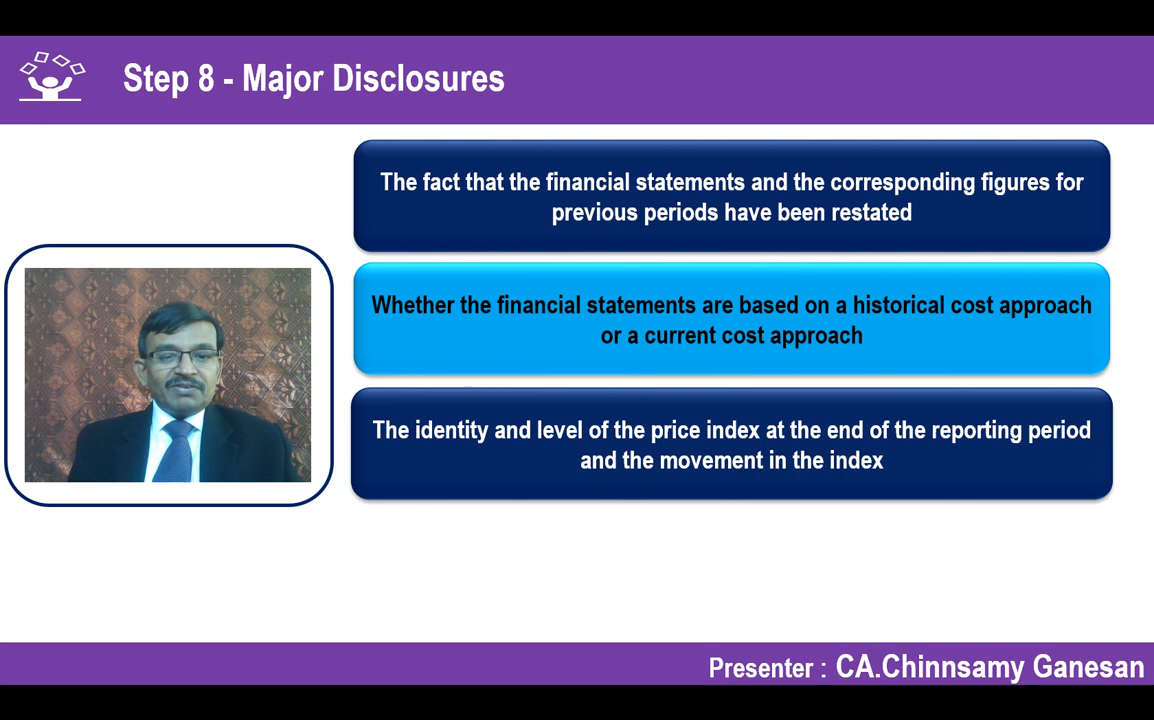 Step 8 - Major Disclosures
The fact that the financial statements and the corresponding figures for
previous periods have been restated
Whether the financial statements are based on a historical cost approach
or a current cost approach
The identity and level of the price index at the end of the reporting period
and the movement in the index
Presenter : CA.Chinnsamy Ganesan